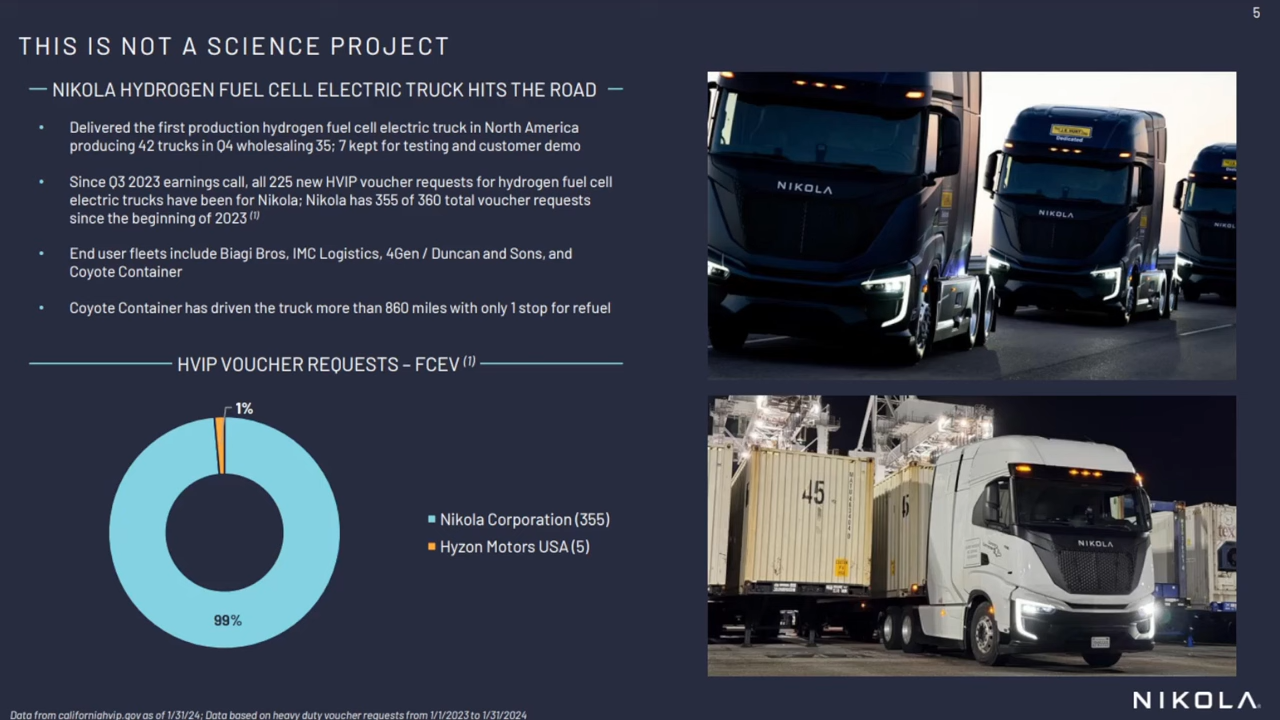 5
THIS IS NOT A SCIENCE PROJECT
NIKOLA HYDROGEN FUEL CELL ELECTRIC TRUCK HITS THE ROAD
• Delivered the first production hydrogen fuel cell electric truck in North America
producing 42 trucks in Q4 wholesaling 35; 7 kept for testing and customer demo
• Since Q3 2023 earnings call, all 225 new HVIP voucher requests for hydrogen fuel cell
electric trucks have been for Nikola; Nikola has 355 of 360 total voucher requests
since the beginning of 2023 (1)
• End user fleets include Biagi Bros, IMC Logistics, 4Gen / Duncan and Sons, and
Coyote Container
• Coyote Container has driven the truck more than 860 miles with only 1 stop for refuel
HVIP VOUCHER REQUESTS – FCEV (1)
1%
99%
Nikola Corporation (355)
Hyzon Motors USA (5)
NIKOLA
NIKOLA
Dedicated
45
45
NIKOLA
NIKOLA
Data from californiahvip.gov as of 1/31/24; Data based on heavy duty voucher requests from 1/1/2023 to 1/31/2024